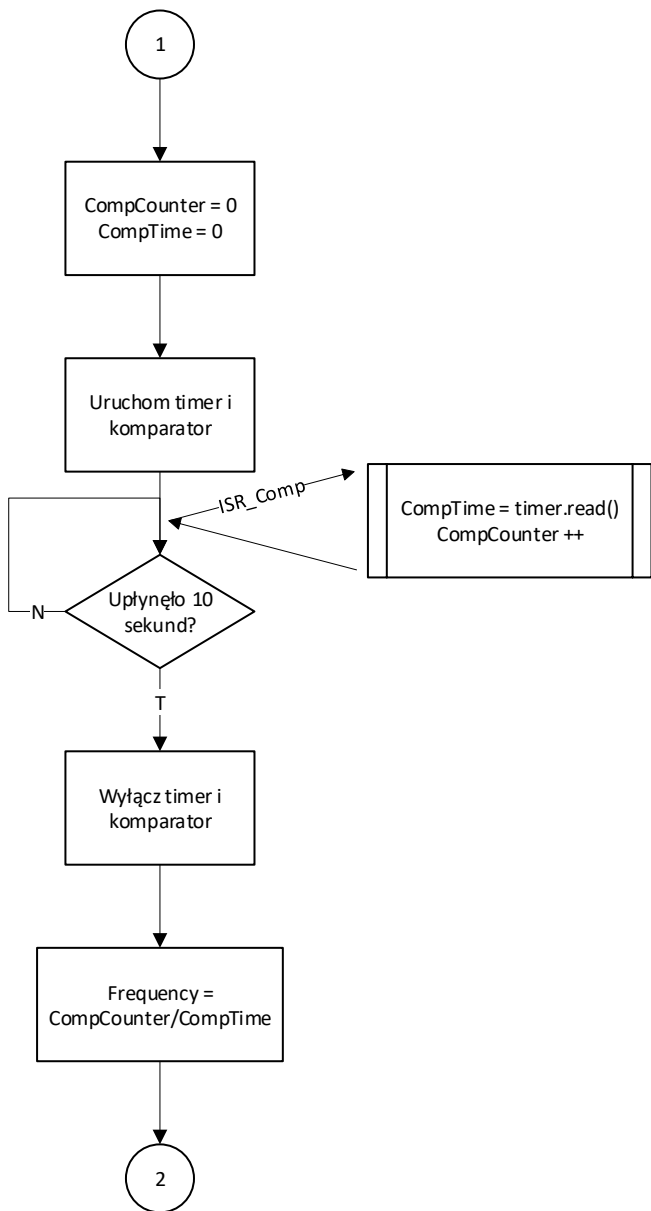 1
CompCounter = 0
CompTime = 0
Uruchom timer i
komparator
ISR_Comp
CompTime = timer.read()
CompCounter ++
Upłynęło 10
sekund?
N
T
Wyłącz timer i
komparator
Frequency =
CompCounter/CompTime
2